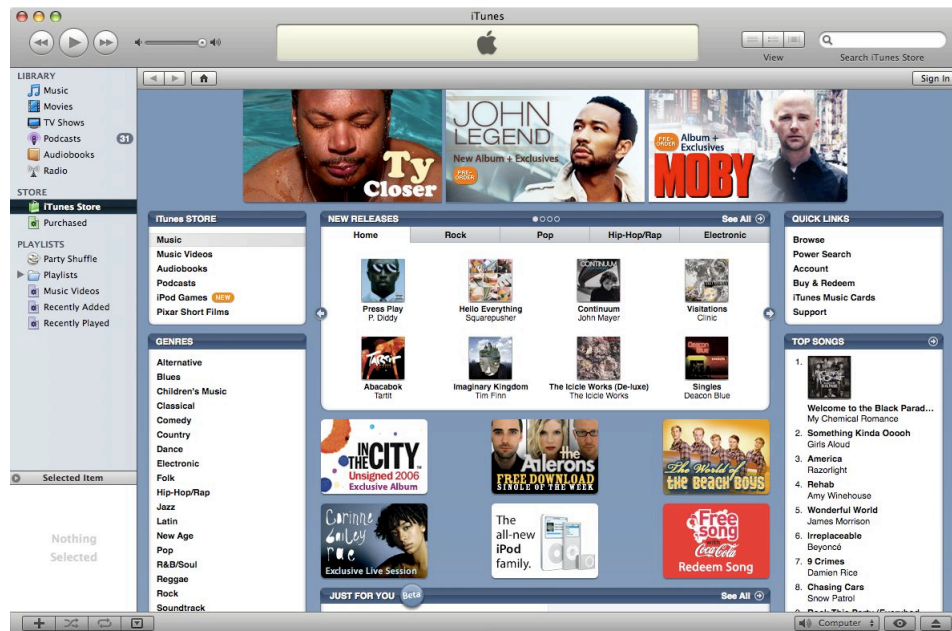 iTunes
View
Search iTunes Store
LIBRARY
Music
Movies
TV Shows
Podcasts
31
Audiobooks
Radio
STORE
iTunes Store
Purchased
PLAYLISTS
Party Shuffle
Playlists
Music Videos
Recently Added
Recently Played
Selected Item
Nothing
Selected
Sign In
Ty
Closer
JOHN
LEGEND
New Album + Exclusives
PRE-
ORDER
PRE-
ORDER
Album +
Exclusives
MOBY
iTunes STORE
Music
Music Videos
Audiobooks
Podcasts
iPod Games NEW
Pixar Short Films
GENRES
Alternative
Blues
Children's Music
Classical
Comedy
Country
Dance
Electronic
Folk
Hip-Hop/Rap
Jazz
Latin
New Age
Pop
R&B/Soul
Reggae
Rock
Soundtrack
NEW RELEASES
See All
Home Rock Pop Hip-Hop/Rap Electronic
Press Play
P. Diddy
Hello Everything
Squarepusher
CONTINUUM
Continuum
John Mayer
Visitations
Clinic
TARTIT
Abacabok
Tartit
Imaginary Kingdom
Tim Finn
The Icicle Works (De-luxe)
The Icicle Works
Deacon
Blue
Singles
Deacon Blue
IN
THE CITY
Unsigned 2006
Exclusive Album
the
Ailerons
FREE DOWNLOAD
SINGLE OF THE WEEK
The World of
THE BEACH BOYS
Corinne
Bailey
rae
Exclusive Live Session
The
all-new
iPod
family.
Free
song
with
Coca-Cola
Redeem Song
JUST FOR YOU Beta
See All
QUICK LINKS
Browse
Power Search
Account
Buy & Redeem
iTunes Music Cards
Support
TOP SONGS
1.
Welcome to the Black Parad...
My Chemical Romance
2. Something Kinda Ooooh
Girls Aloud
3. America
Razorlight
4. Rehab
Amy Winehouse
5. Wonderful World
James Morrison
6. Irreplaceable
Beyoncé
7. 9 Crimes
Damien Rice
8. Chasing Cars
Snow Patrol
Computer